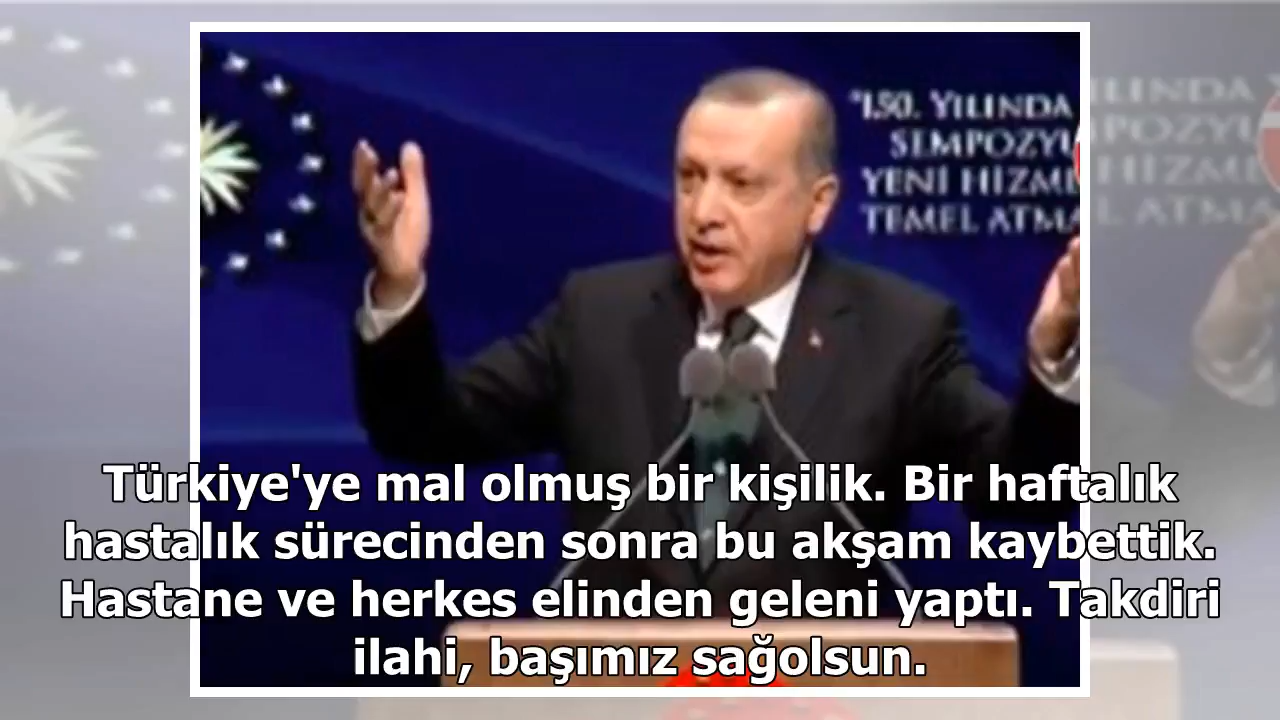 "150. YILINDA
SEMPOZYU
YENİ HİZME
TEMEL ATMA
Türkiye'ye mal olmuş bir kişilik. Bir haftalık
hastalık sürecinden sonra bu akşam kaybettik.
Hastane ve herkes elinden geleni yaptı. Takdiri
ilahi, başımız sağolsun.